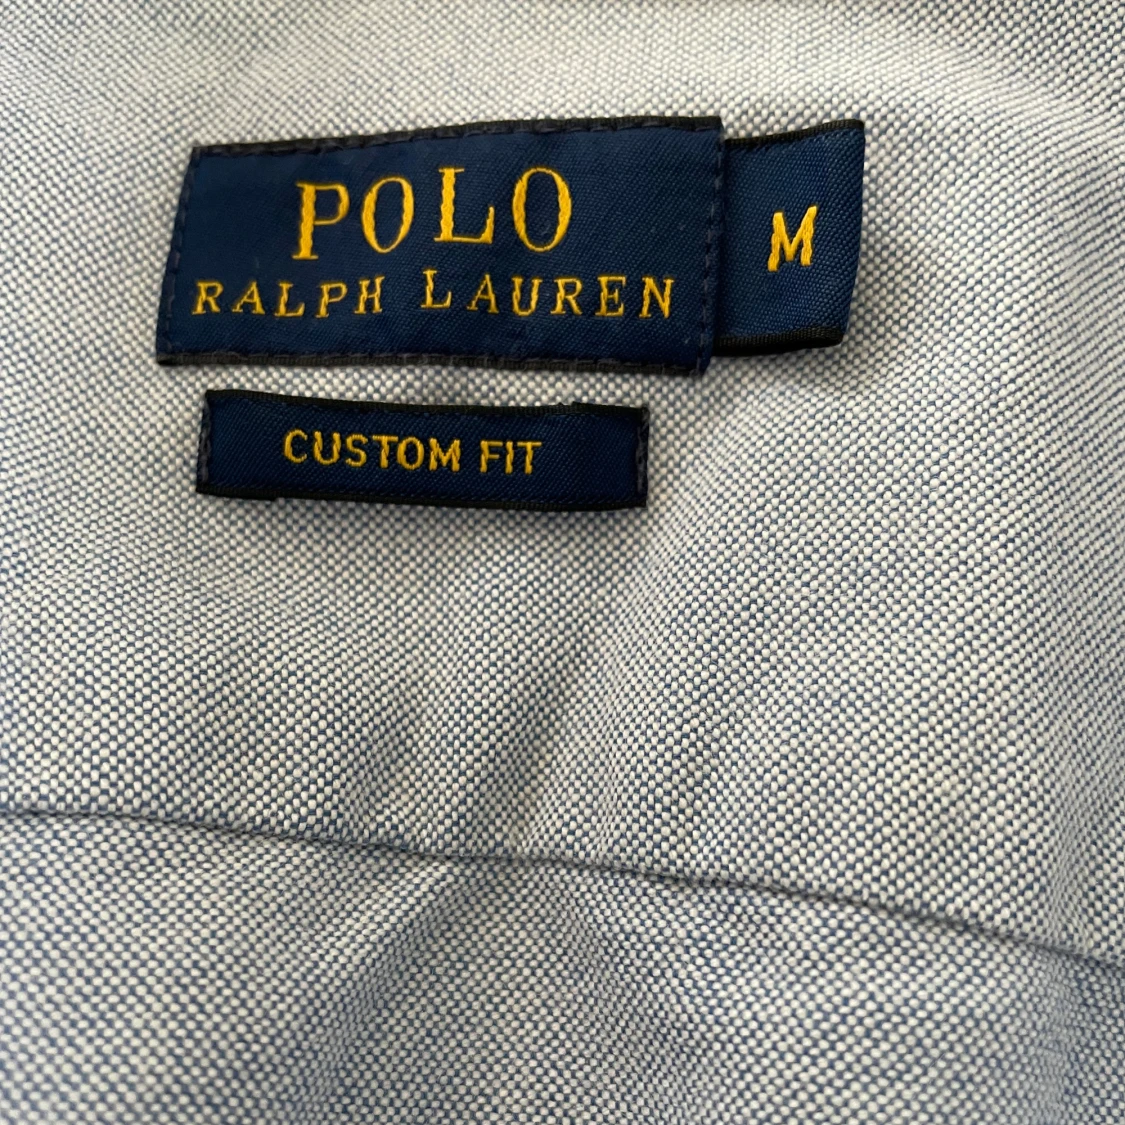 POLO
RALPH LAUREN
M
CUSTOM FIT